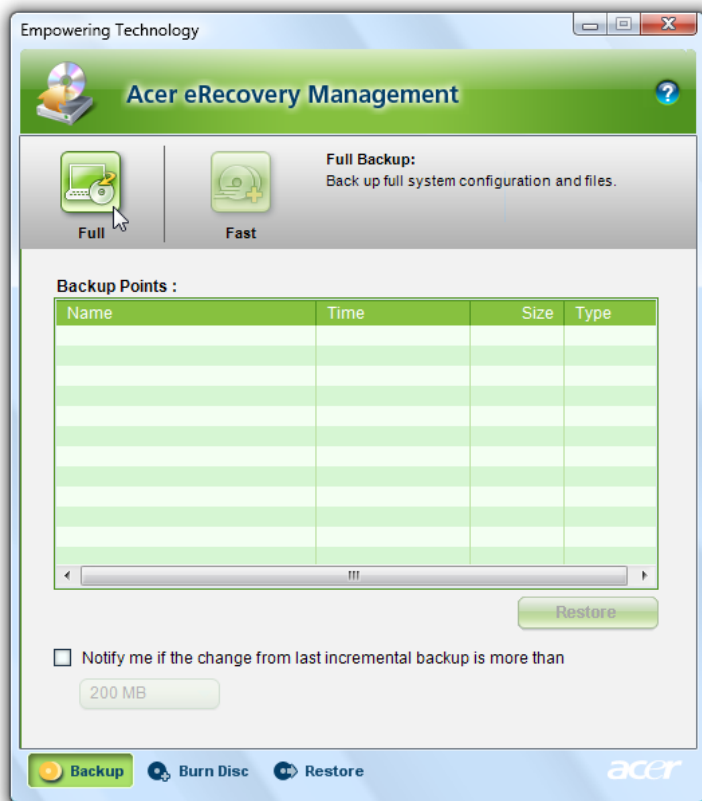 Empowering Technology
Acer eRecovery Management
?
Full Backup:
Back up full system configuration and files.
Full
Fast
Backup Points :
Name Time Size Type
Restore
Notify me if the change from last incremental backup is more than
200 MB
Backup Burn Disc Restore
acer